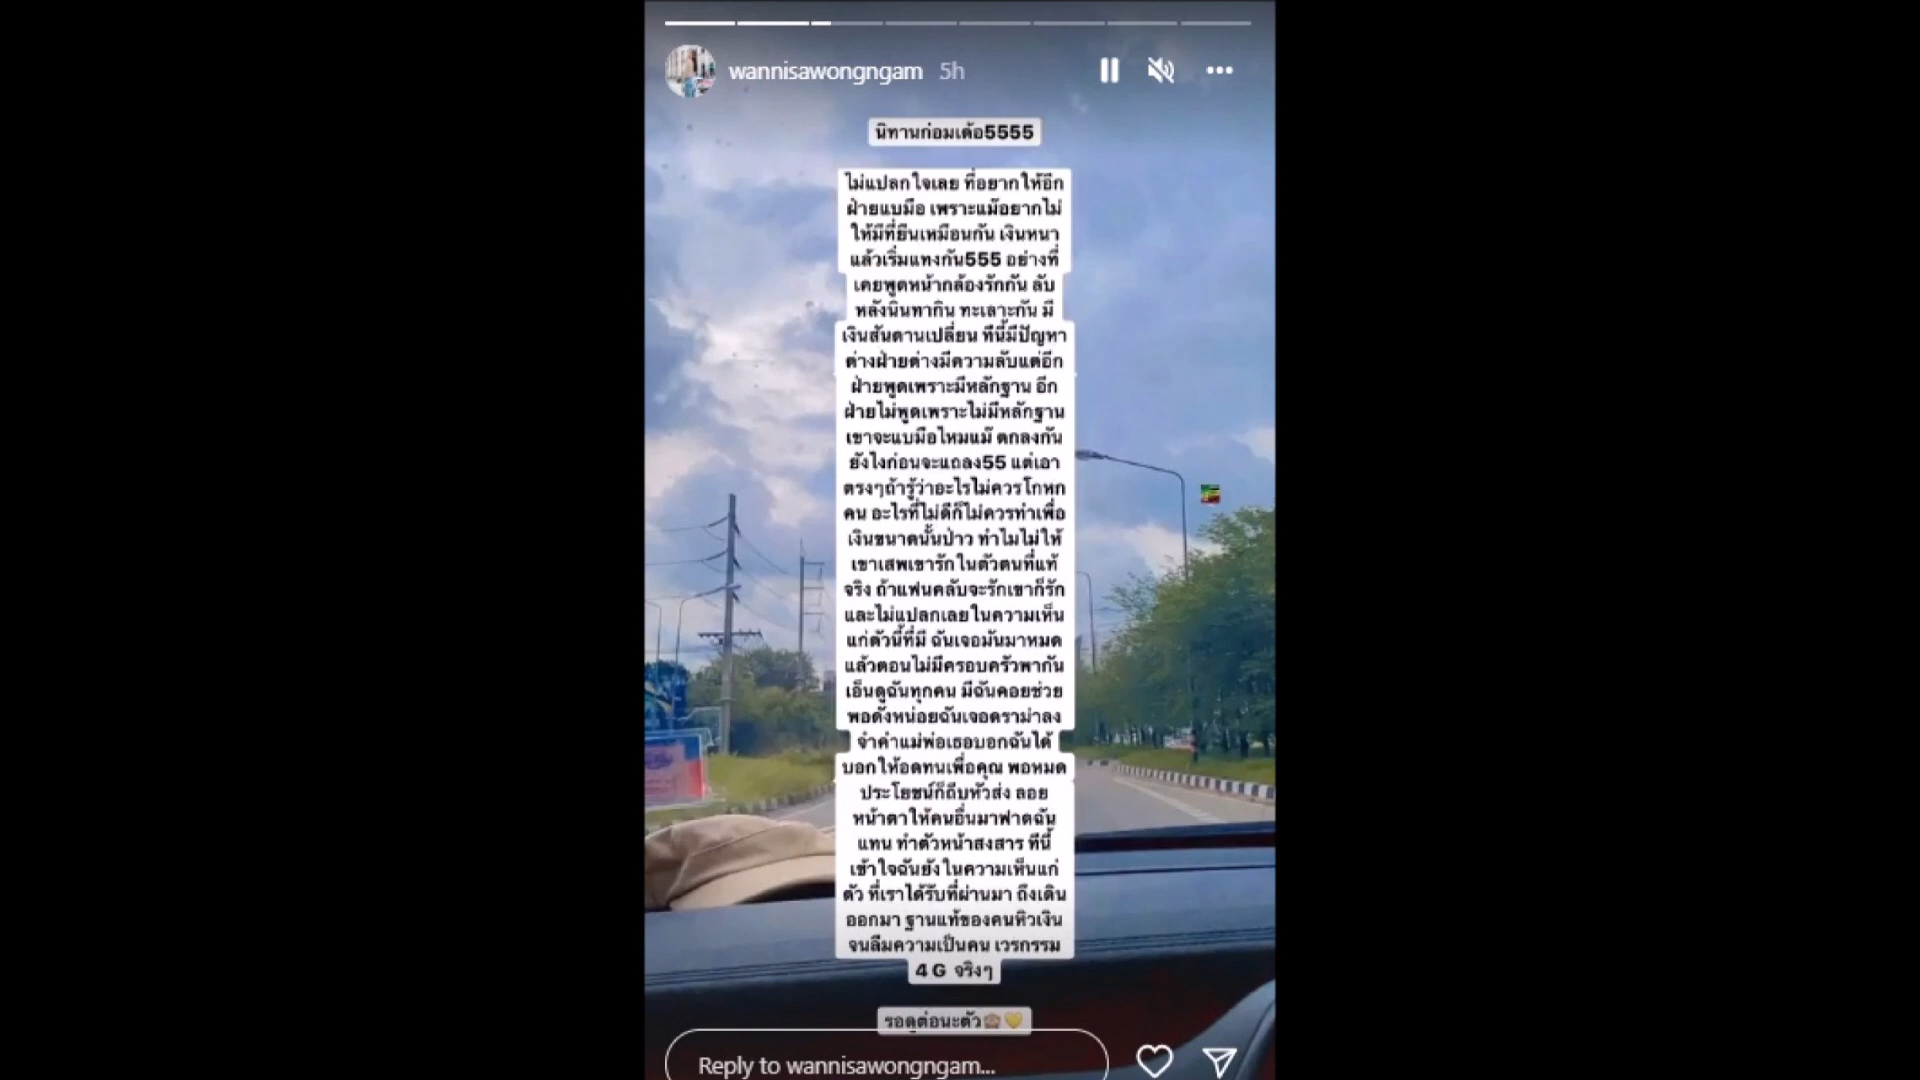 wannisawongngam 5h
นิทานก่อมเด้อ5555
ไม่แปลกใจเลย ที่อยากให้อีก
ฝ่ายแบมือ เพราะแม๊อยากไม่
ให้มีที่ยืนเหมือนกัน เงินหนา
แล้วเริ่มแทงกัน555 อย่างที่
เคยพูดหน้ากล้องรักกัน ลับ
หลังนินทากิน ทะเลาะกัน มี
เงินสันดานเปลี่ยน ทีนี้มีปัญหา
ต่างฝ่ายต่างมีความลับแต่อีก
ฝ่ายพูดเพราะมีหลักฐาน อีก
ฝ่ายไม่พูดเพราะไม่มีหลักฐาน
เขาจะแบมือไหมแม๊ ตกลงกัน
ยังไงก่อนจะแถลง55 แต่เอา
ตรงๆถ้ารู้ว่าอะไรไม่ควรโกหก
คน อะไรที่ไม่ดีก็ไม่ควรทำเพื่อ
เงินขนาดนั้นป่าว ทำไมไม่ให้
เขาเสพเขารักในตัวตนที่แท้
จริง ถ้าแฟนคลับจะรักเขาก็รัก
และไม่แปลกเลยในความเห็น
แก่ตัวนี้ที่มี ฉันเจอมันมาหมด
แล้วตอนไม่มีครอบครัวพากัน
เอ็นดูฉันทุกคน มีฉันคอยช่วย
พอดังหน่อยฉันเจอดราม่าลง
จำคำแม่พ่อเธอบอกฉันได้
บอกให้อดทนเพื่อคุณ พอหมด
ประโยชน์ก็ถีบหัวส่ง ลอย
หน้าตาให้คนอื่นมาฟาดฉัน
แทน ทำตัวหน้าสงสาร ทีนี้
เข้าใจฉันยัง ในความเห็นแก่
ตัว ที่เราได้รับที่ผ่านมา ถึงเดิน
ออกมา ฐานแท้ของคนหิวเงิน
จนลืมความเป็นคน เวรกรรม
4 G จริงๆ
รอดูต่อนะตัว🙈💛
Reply to wannisawongngam...